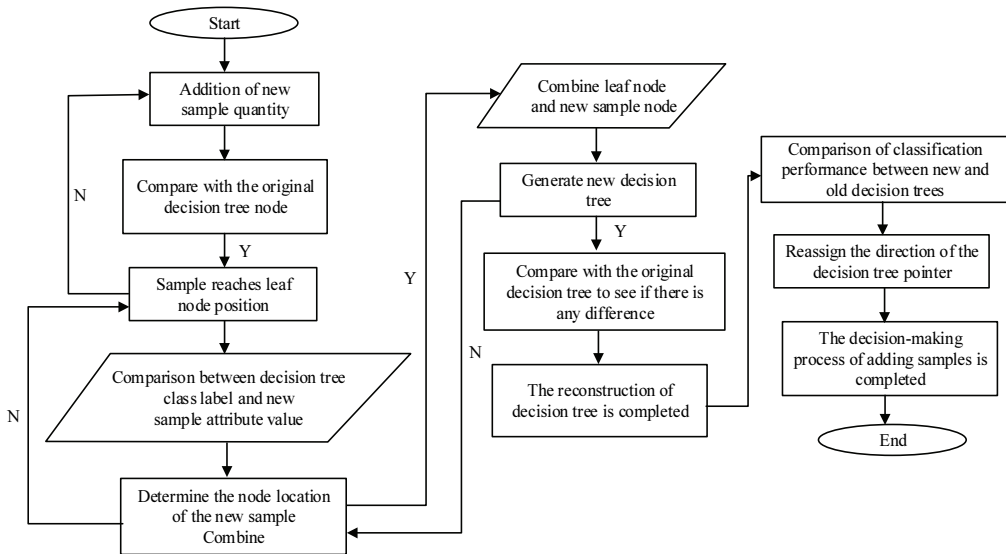 Start
Addition of new
sample quantity
N
Compare with the original
decision tree node
Y
Sample reaches leaf
node position
Comparison between decision tree
class label and new
sample attribute value
N
Determine the node location
of the new sample
Combine
Y
Combine leaf node
and new sample node
Generate new decision
tree
Y
Compare with the original
decision tree to see if there is
any difference
N
The reconstruction of
decision tree is completed
Comparison of classification
performance between new and
old decision trees
Reassign the direction of the
decision tree pointer
The decision-making
process of adding samples is
completed
End